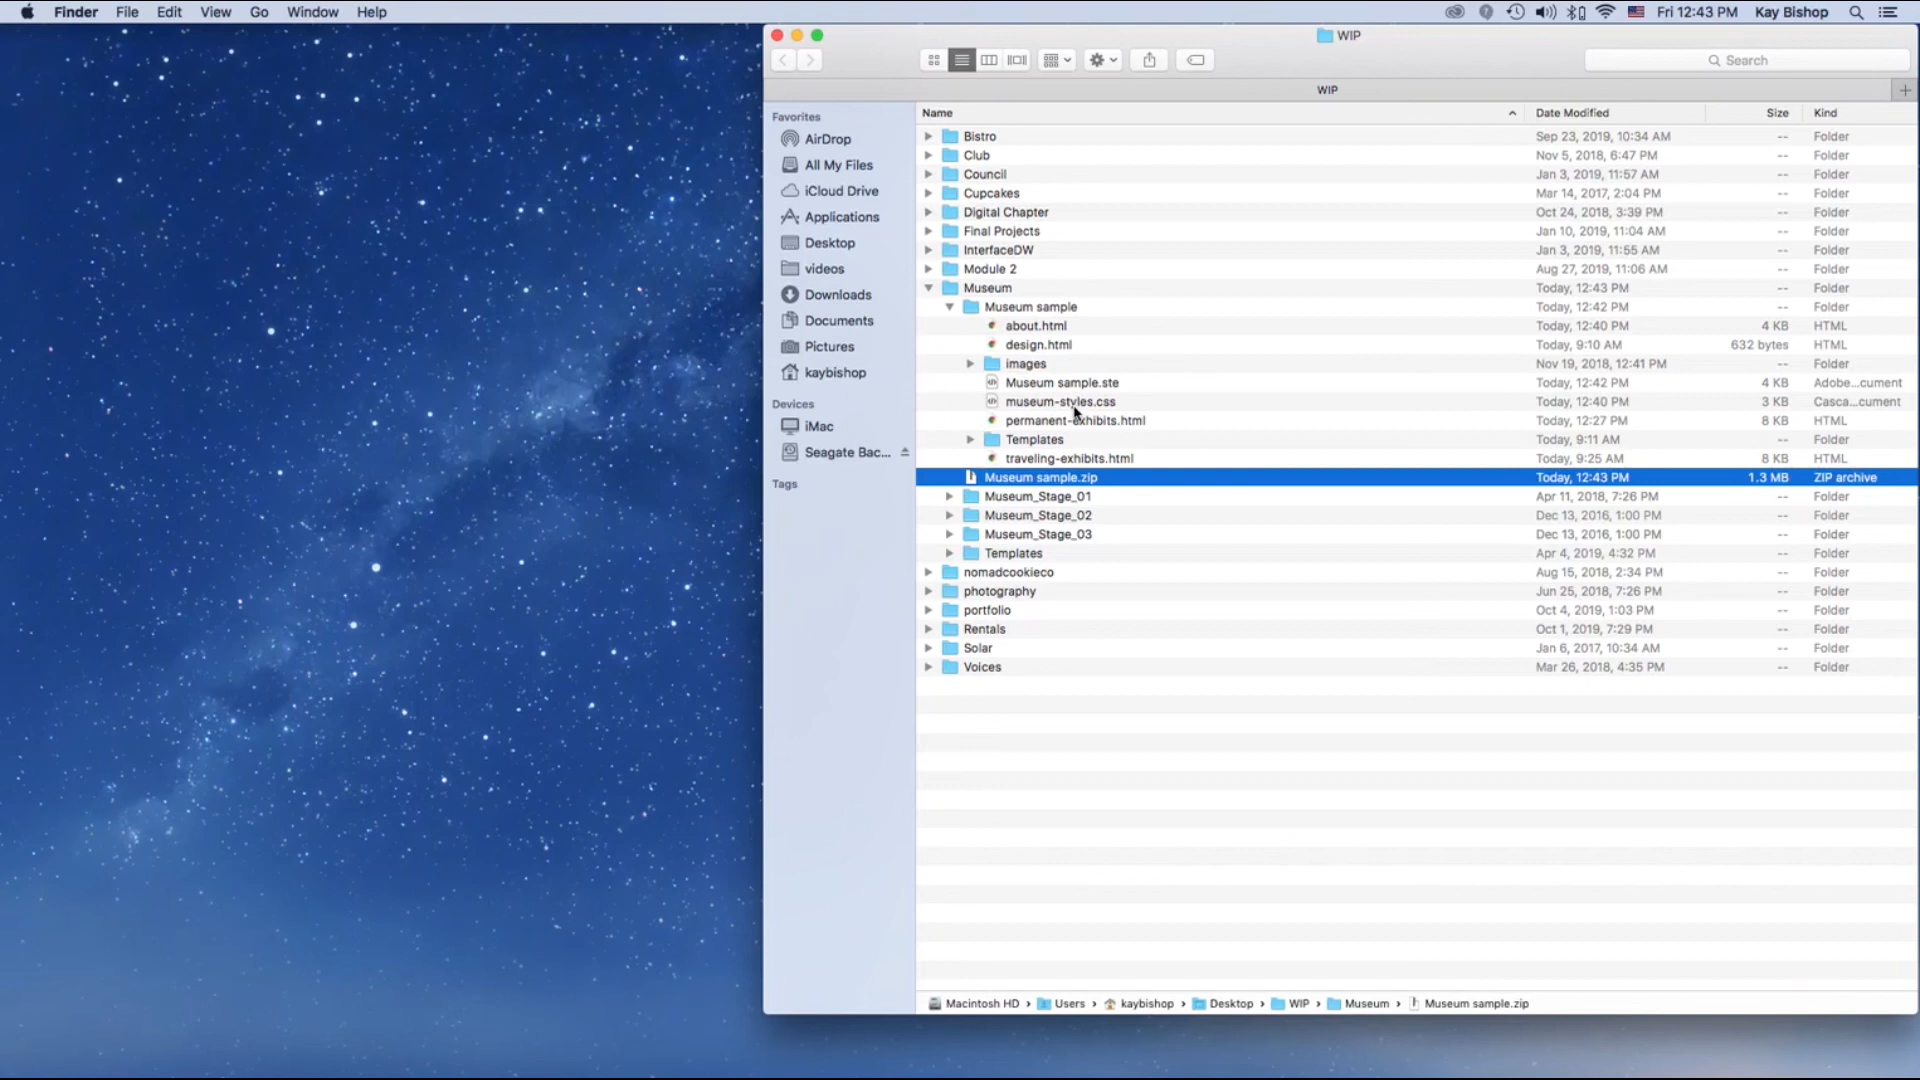 Finder File Edit View Go Window Help Fri 12:43 PM Kay Bishop
WIP
Search
WIP
Name Date Modified Size Kind
Favorites
AirDrop
All My Files
iCloud Drive
Applications
Desktop
videos
Downloads
Documents
Pictures
kaybishop
Devices
iMac
Seagate Bac...
Tags
Bistro Sep 23, 2019, 10:34 AM -- Folder
Club Nov 5, 2018, 6:47 PM -- Folder
Council Jan 3, 2019, 11:57 AM -- Folder
Cupcakes Mar 14, 2017, 2:04 PM -- Folder
Digital Chapter Oct 24, 2018, 3:39 PM -- Folder
Final Projects Jan 10, 2019, 11:04 AM -- Folder
InterfaceDW Jan 3, 2019, 11:55 AM -- Folder
Module 2 Aug 27, 2019, 11:06 AM -- Folder
Museum Today, 12:43 PM -- Folder
Museum sample Today, 12:42 PM -- Folder
about.html Today, 12:40 PM 4 KB HTML
design.html Today, 9:10 AM 632 bytes HTML
images Nov 19, 2018, 12:41 PM -- Folder
Museum sample.ste Today, 12:42 PM 4 KB Adobe...cument
museum-styles.css Today, 12:40 PM 3 KB Casca...cument
permanent-exhibits.html Today, 12:27 PM 8 KB HTML
Templates Today, 9:11 AM -- Folder
traveling-exhibits.html Today, 9:25 AM 8 KB HTML
Museum sample.zip Today, 12:43 PM 1.3 MB ZIP archive
Museum_Stage_01 Apr 11, 2018, 7:26 PM -- Folder
Museum_Stage_02 Dec 13, 2016, 1:00 PM -- Folder
Museum_Stage_03 Dec 13, 2016, 1:00 PM -- Folder
Templates Apr 4, 2019, 4:32 PM -- Folder
nomadcookieco Aug 15, 2018, 2:34 PM -- Folder
photography Jun 25, 2018, 7:26 PM -- Folder
portfolio Oct 4, 2019, 1:03 PM -- Folder
Rentals Oct 1, 2019, 7:29 PM -- Folder
Solar Jan 6, 2017, 10:34 AM -- Folder
Voices Mar 26, 2018, 4:35 PM -- Folder
Macintosh HD › Users › kaybishop › Desktop › WIP › Museum › Museum sample.zip